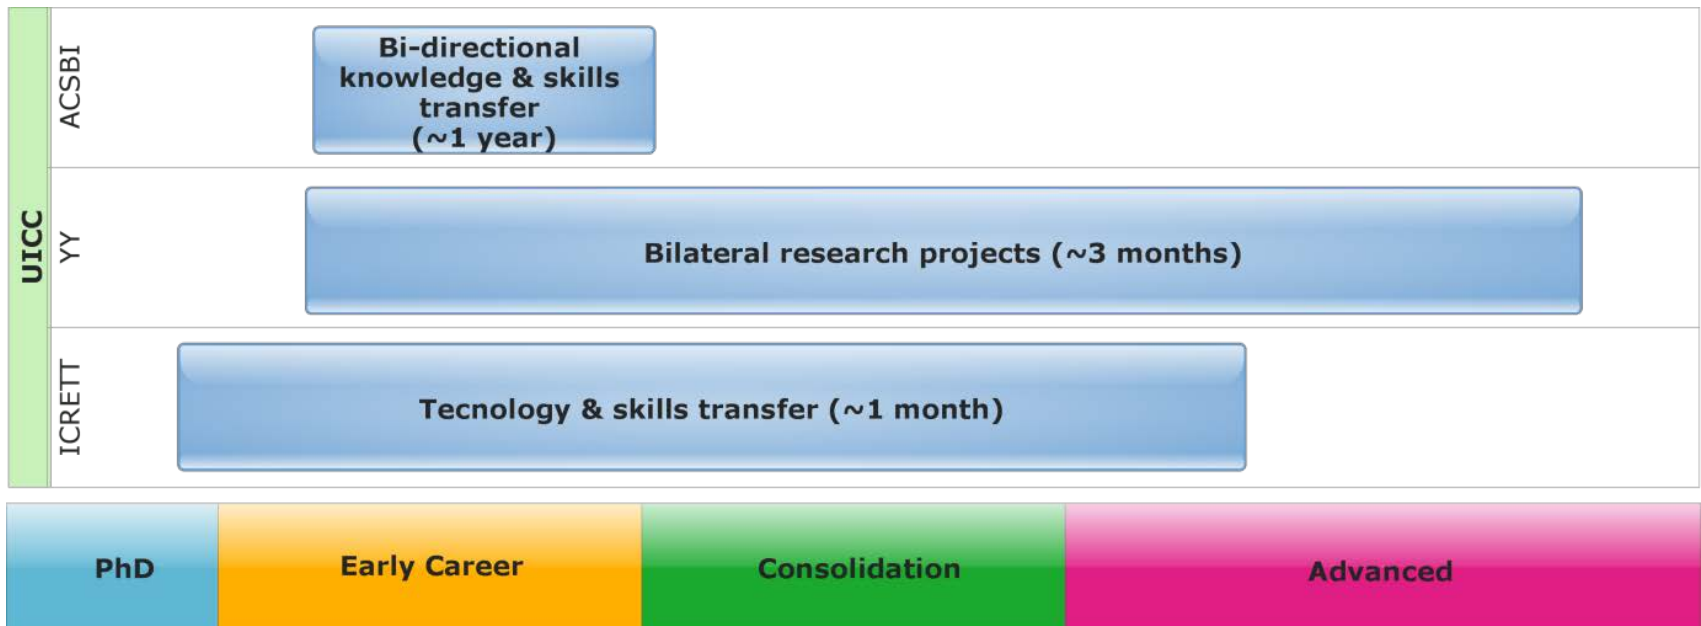 UICC
ACSBI
Bi-directional
knowledge & skills
transfer
(~1 year)
YY
Bilateral research projects (~3 months)
ICRETT
Tecnology & skills transfer (~1 month)
PhD
Early Career
Consolidation
Advanced